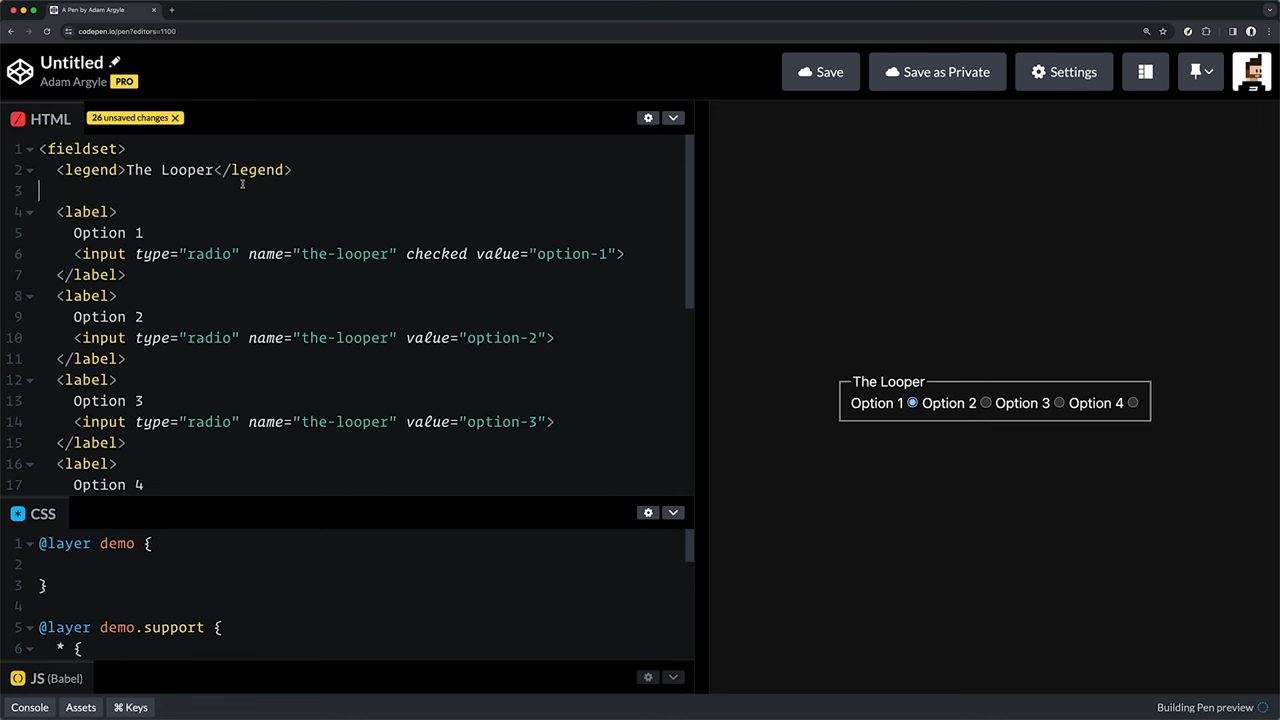 A Pen by Adam Argyle
codepen.io/pen?editors=1100
Untitled
Adam Argyle PRO
Save
Save as Private
Settings
HTML
26 unsaved changes
1 <fieldset>
2 <legend>The Looper</legend>
3
4 <label>
5 Option 1
6 <input type="radio" name="the-looper" checked value="option-1">
7 </label>
8 <label>
9 Option 2
10 <input type="radio" name="the-looper" value="option-2">
11 </label>
12 <label>
13 Option 3
14 <input type="radio" name="the-looper" value="option-3">
15 </label>
16 <label>
17 Option 4
CSS
1 @layer demo {
2
3 }
4
5 @layer demo.support {
6 * {
JS (Babel)
The Looper
Option 1 Option 2 Option 3 Option 4
Console Assets ⌘ Keys
Building Pen preview